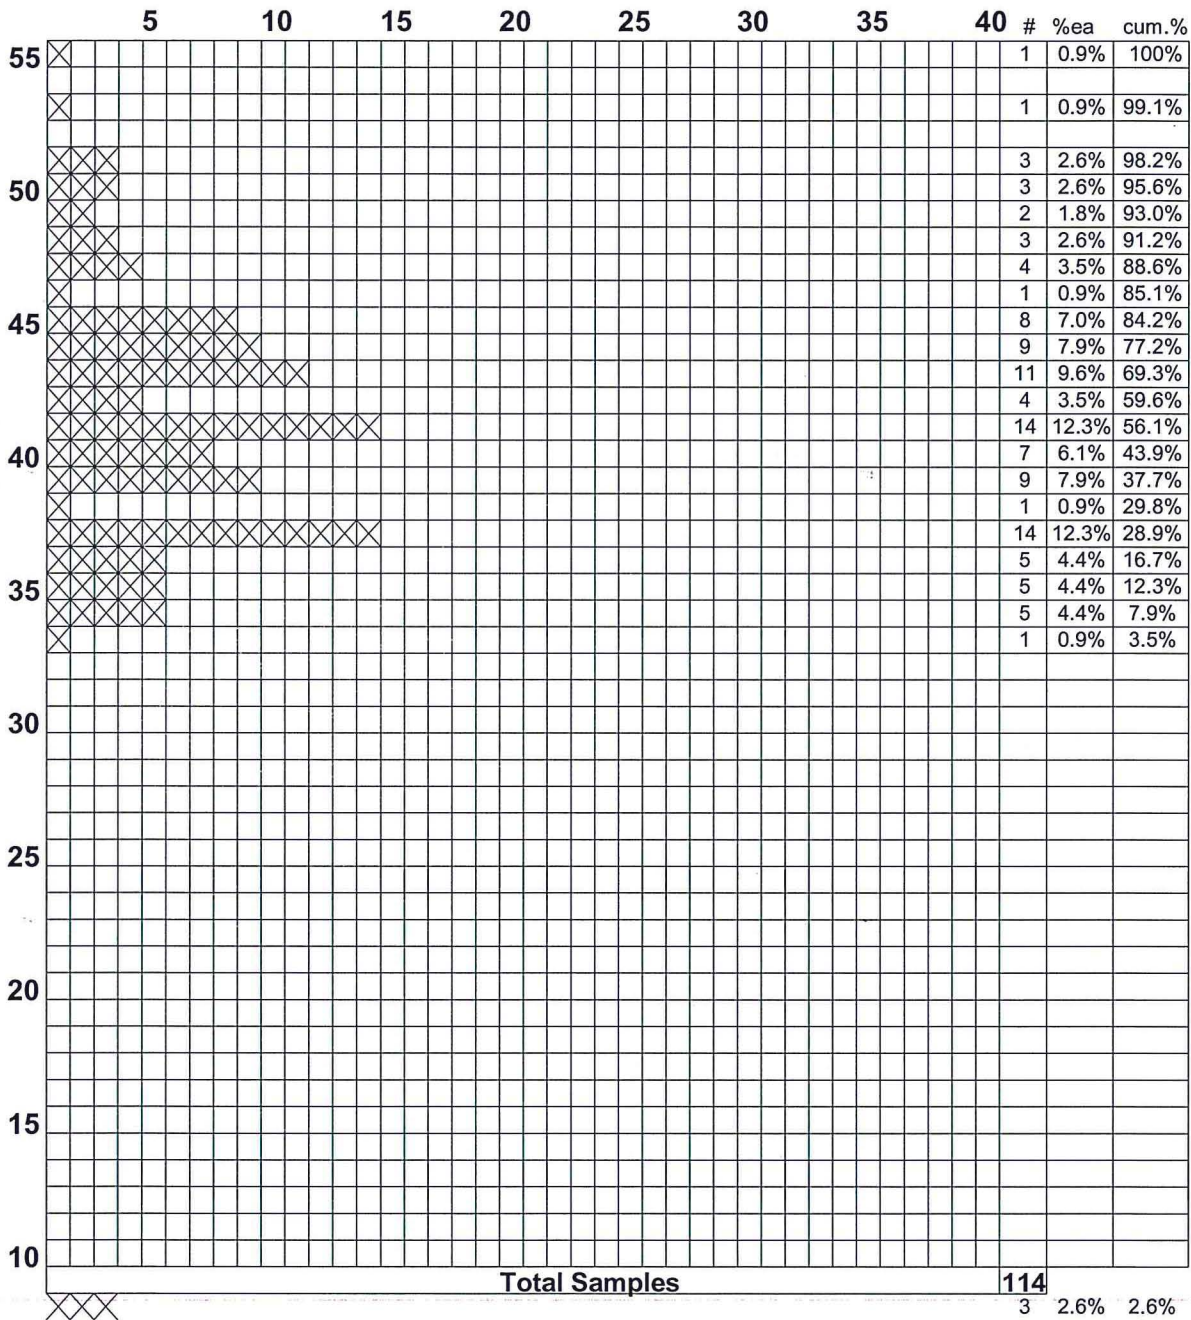 5 10 15 20 25 30 35 40 # %ea cum.%
55 1 0.9% 100%
1 0.9% 99.1%
3 2.6% 98.2%
50 3 2.6% 95.6%
2 1.8% 93.0%
3 2.6% 91.2%
4 3.5% 88.6%
1 0.9% 85.1%
45 8 7.0% 84.2%
9 7.9% 77.2%
11 9.6% 69.3%
4 3.5% 59.6%
14 12.3% 56.1%
40 7 6.1% 43.9%
9 7.9% 37.7%
1 0.9% 29.8%
14 12.3% 28.9%
5 4.4% 16.7%
35 5 4.4% 12.3%
5 4.4% 7.9%
1 0.9% 3.5%
30
25
20
15
10
Total Samples 114
3 2.6% 2.6%